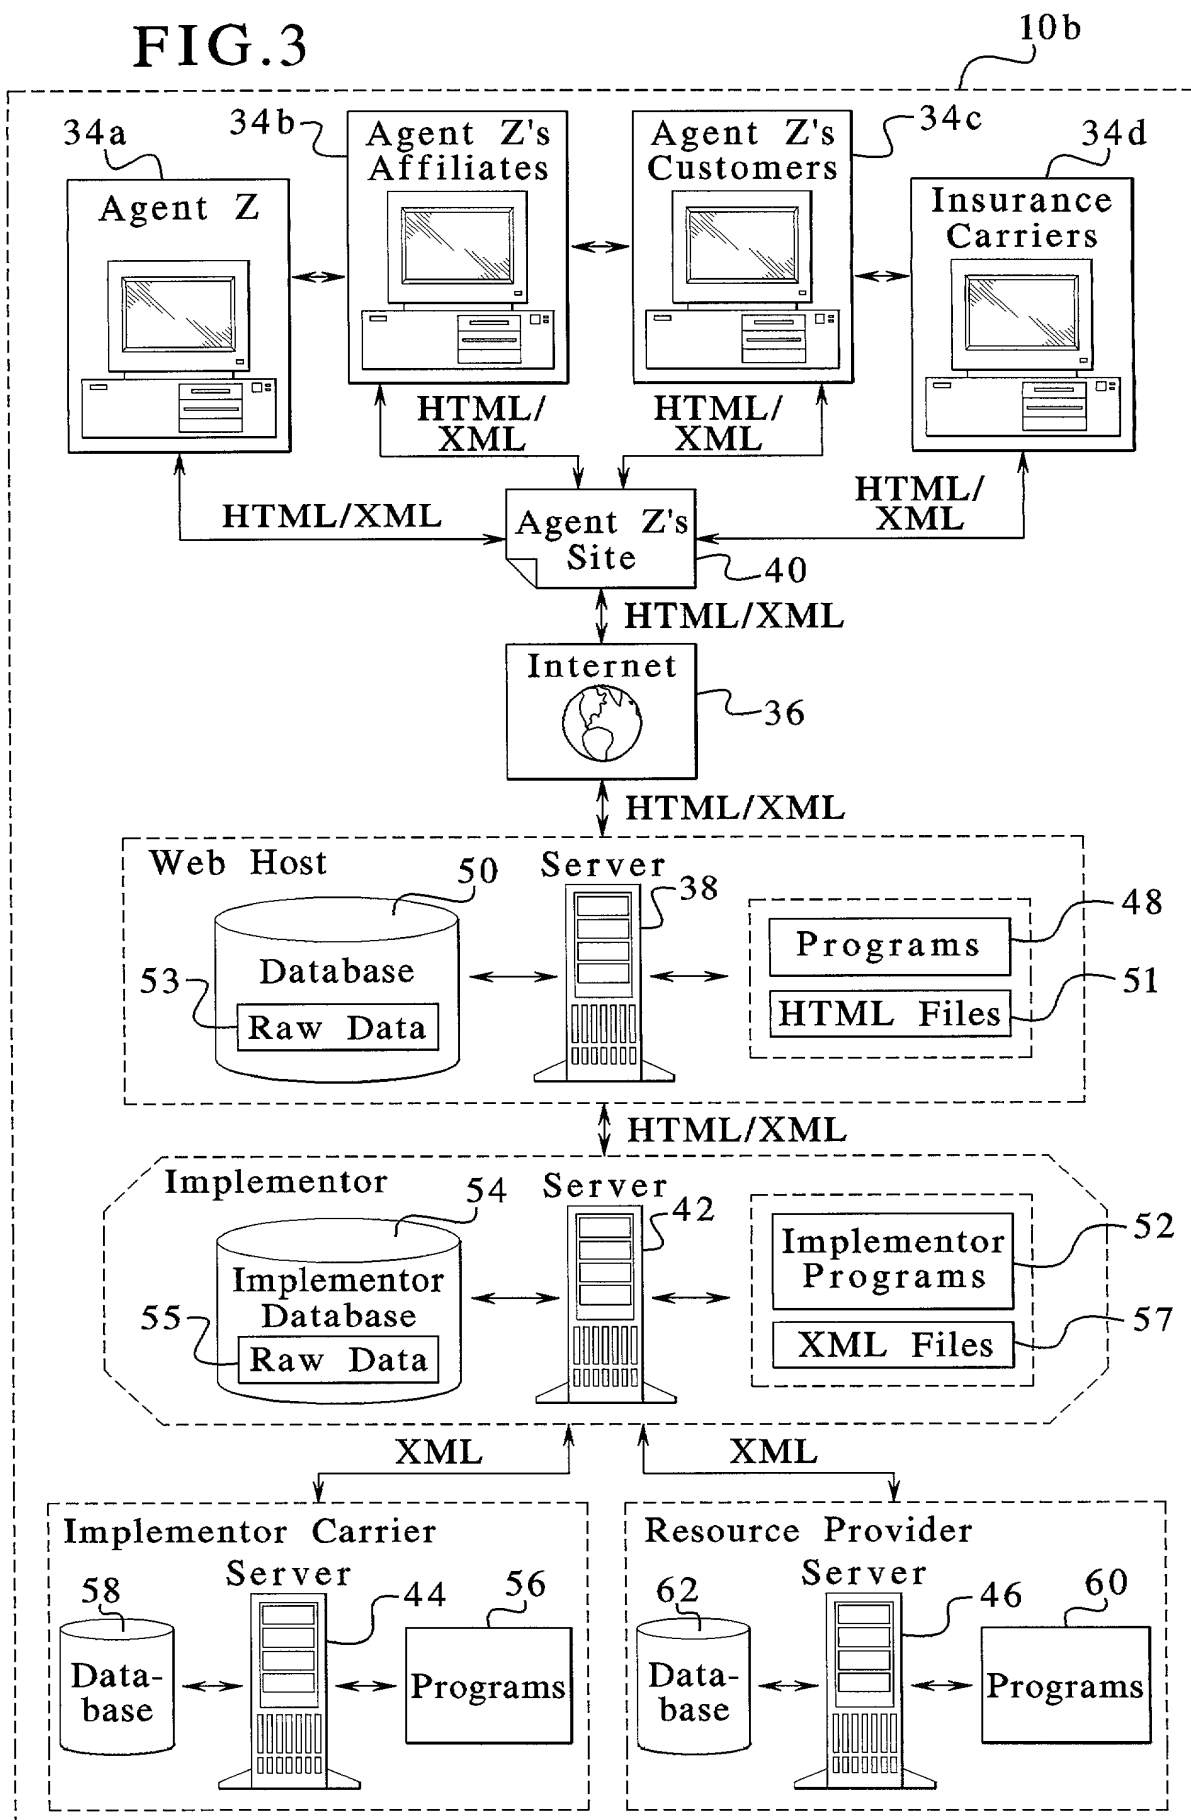 FIG.3
10b
34a
34b
34c
34d
Agent Z
Agent Z's
Affiliates
Agent Z's
Customers
Insurance
Carriers
HTML/
XML
HTML/
XML
HTML/XML
HTML/
XML
Agent Z's
Site
40
HTML/XML
Internet
36
HTML/XML
Web Host
50
Server
38
48
Database
Programs
53
51
Raw Data
HTML Files
HTML/XML
Implementor
54
Server
42
52
Implementor
Database
Implementor
Programs
55
57
Raw Data
XML Files
XML
XML
Implementor Carrier
Server
58
44
56
Data-
base
Programs
Resource Provider
Server
62
46
60
Data-
base
Programs